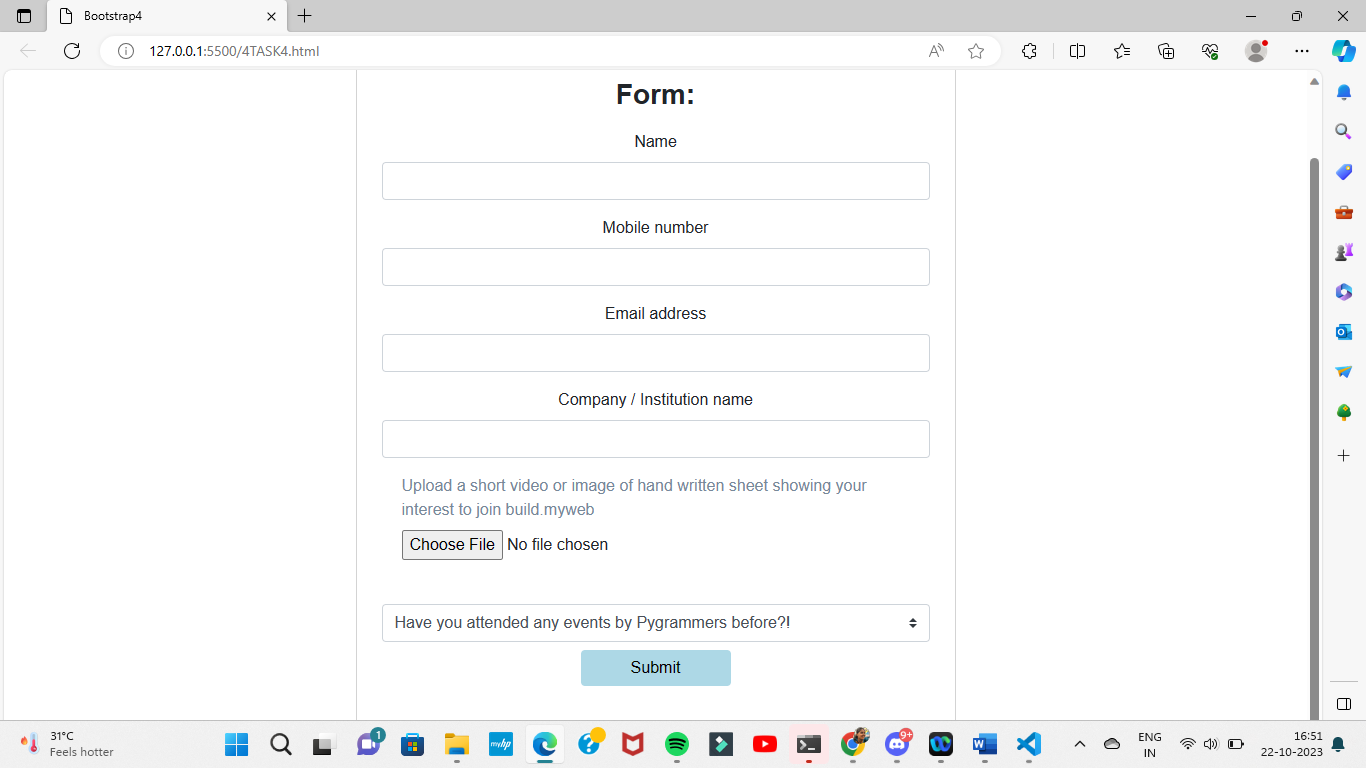 Bootstrap4
127.0.0.1:5500/4TASK4.html
Form:
Name
Mobile number
Email address
Company / Institution name
Upload a short video or image of hand written sheet showing your
interest to join build.myweb
Choose File No file chosen
Have you attended any events by Pygrammers before?!
Submit
31°C
Feels hotter
1
myhp
?
9+
ENG
IN
16:51
22-10-2023